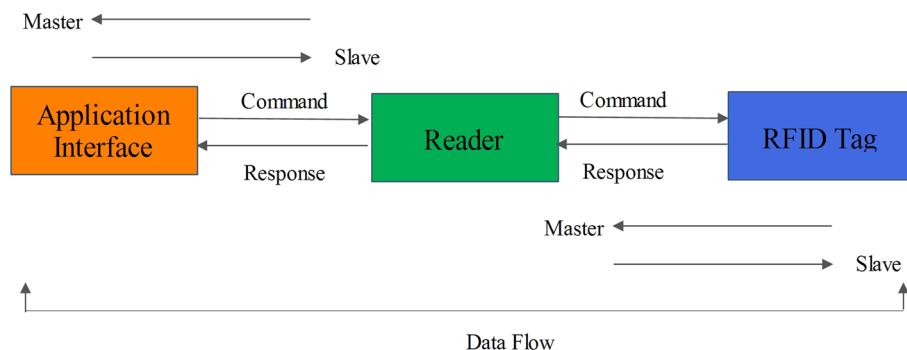 Master
Slave
Application
Interface
Command
Response
Reader
Command
Response
RFID Tag
Master
Slave
Data Flow